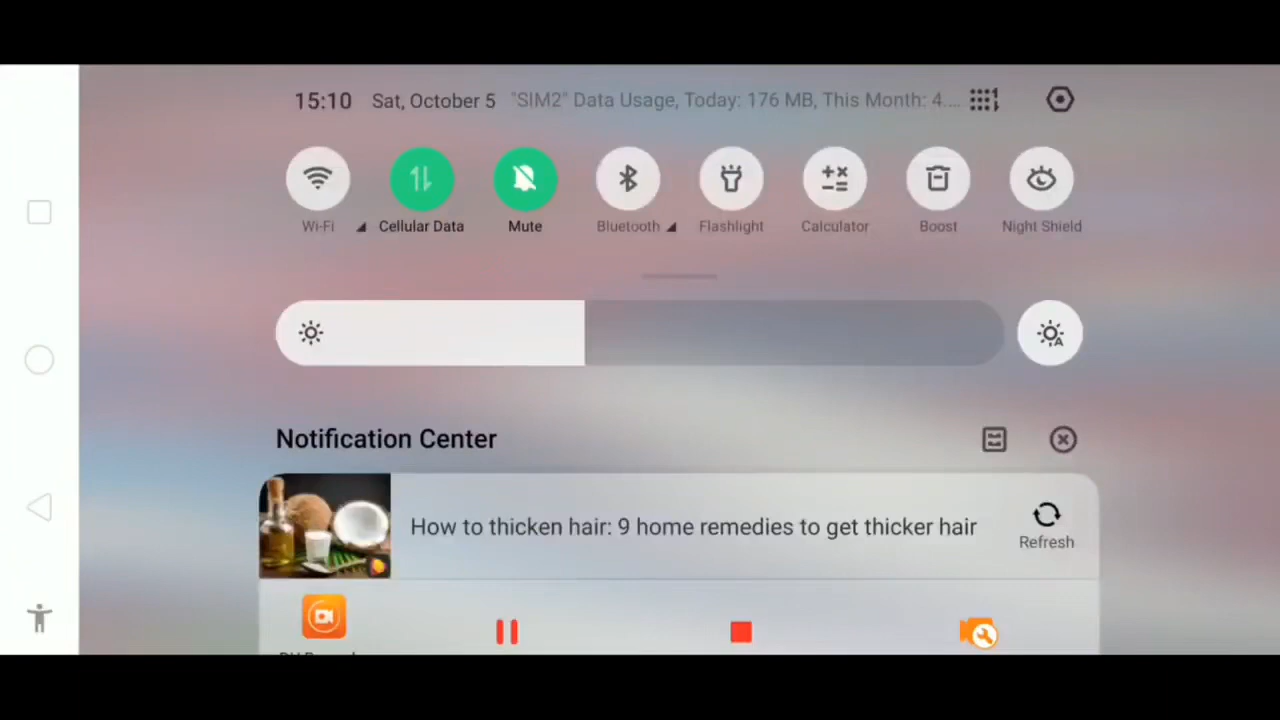 15:10 Sat, October 5 "SIM2" Data Usage, Today: 176 MB, This Month: 4....
Wi-Fi Cellular Data Mute Bluetooth Flashlight Calculator Boost Night Shield
Notification Center
How to thicken hair: 9 home remedies to get thicker hair
Refresh